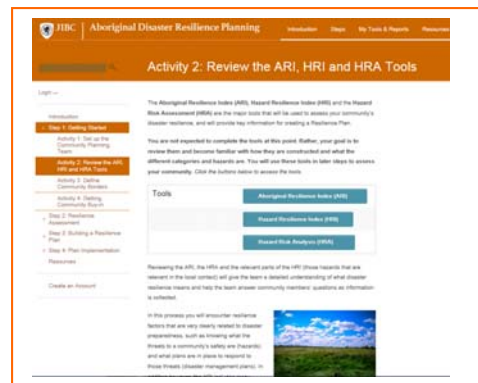 JIBC | Aboriginal Disaster Resilience Planning
Introduction Steps My Tools & Reports Resources
Activity 2: Review the ARI, HRI and HRA Tools
Login
Introduction
Step 1: Getting Started
Activity 1: Set up the
Community Planning
Team
Activity 2: Review the ARI,
HRI and HRA Tools
Activity 3: Define
Community Borders
Activity 4: Getting
Community Buy-in
Step 2: Resilience
Assessment
Step 3: Building a Resilience
Plan
Step 4: Plan Implementation
Resources
Create an Account
The Aboriginal Resilience Index (ARI), Hazard Resilience Index (HRI) and the Hazard
Risk Assessment (HRA) are the major tools that will be used to assess your community's
disaster resilience, and will provide key information for creating a Resilience Plan.
You are not expected to complete the tools at this point. Rather, your goal is to
review them and become familiar with how they are constructed and what the
different categories and hazards are. You will use these tools in later steps to assess
your community. Click the buttons below to access the tools.
Tools
Aboriginal Resilience Index (ARI)
Hazard Resilience Index (HRI)
Hazard Risk Analysis (HRA)
Reviewing the ARI, the HRA and the relevant parts of the HRI (those hazards that are
relevant in the local context) will give the team a detailed understanding of what disaster
resilience means and help the team answer community members' questions as information
is collected.
In this process you will encounter resilience
factors that are very clearly related to disaster
preparedness, such as knowing what the
threats to a community's safety are (hazards)
and what plans are in place to respond to
those threats (disaster management plans). In